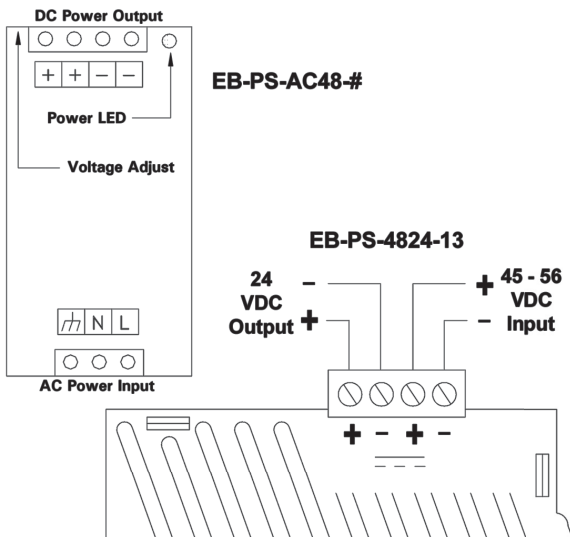 DC Power Output
+ + − −
EB-PS-AC48-#
Power LED
Voltage Adjust
N L
AC Power Input
EB-PS-4824-13
24
VDC
Output
−
+
+
−
45 - 56
VDC
Input
+ − + −